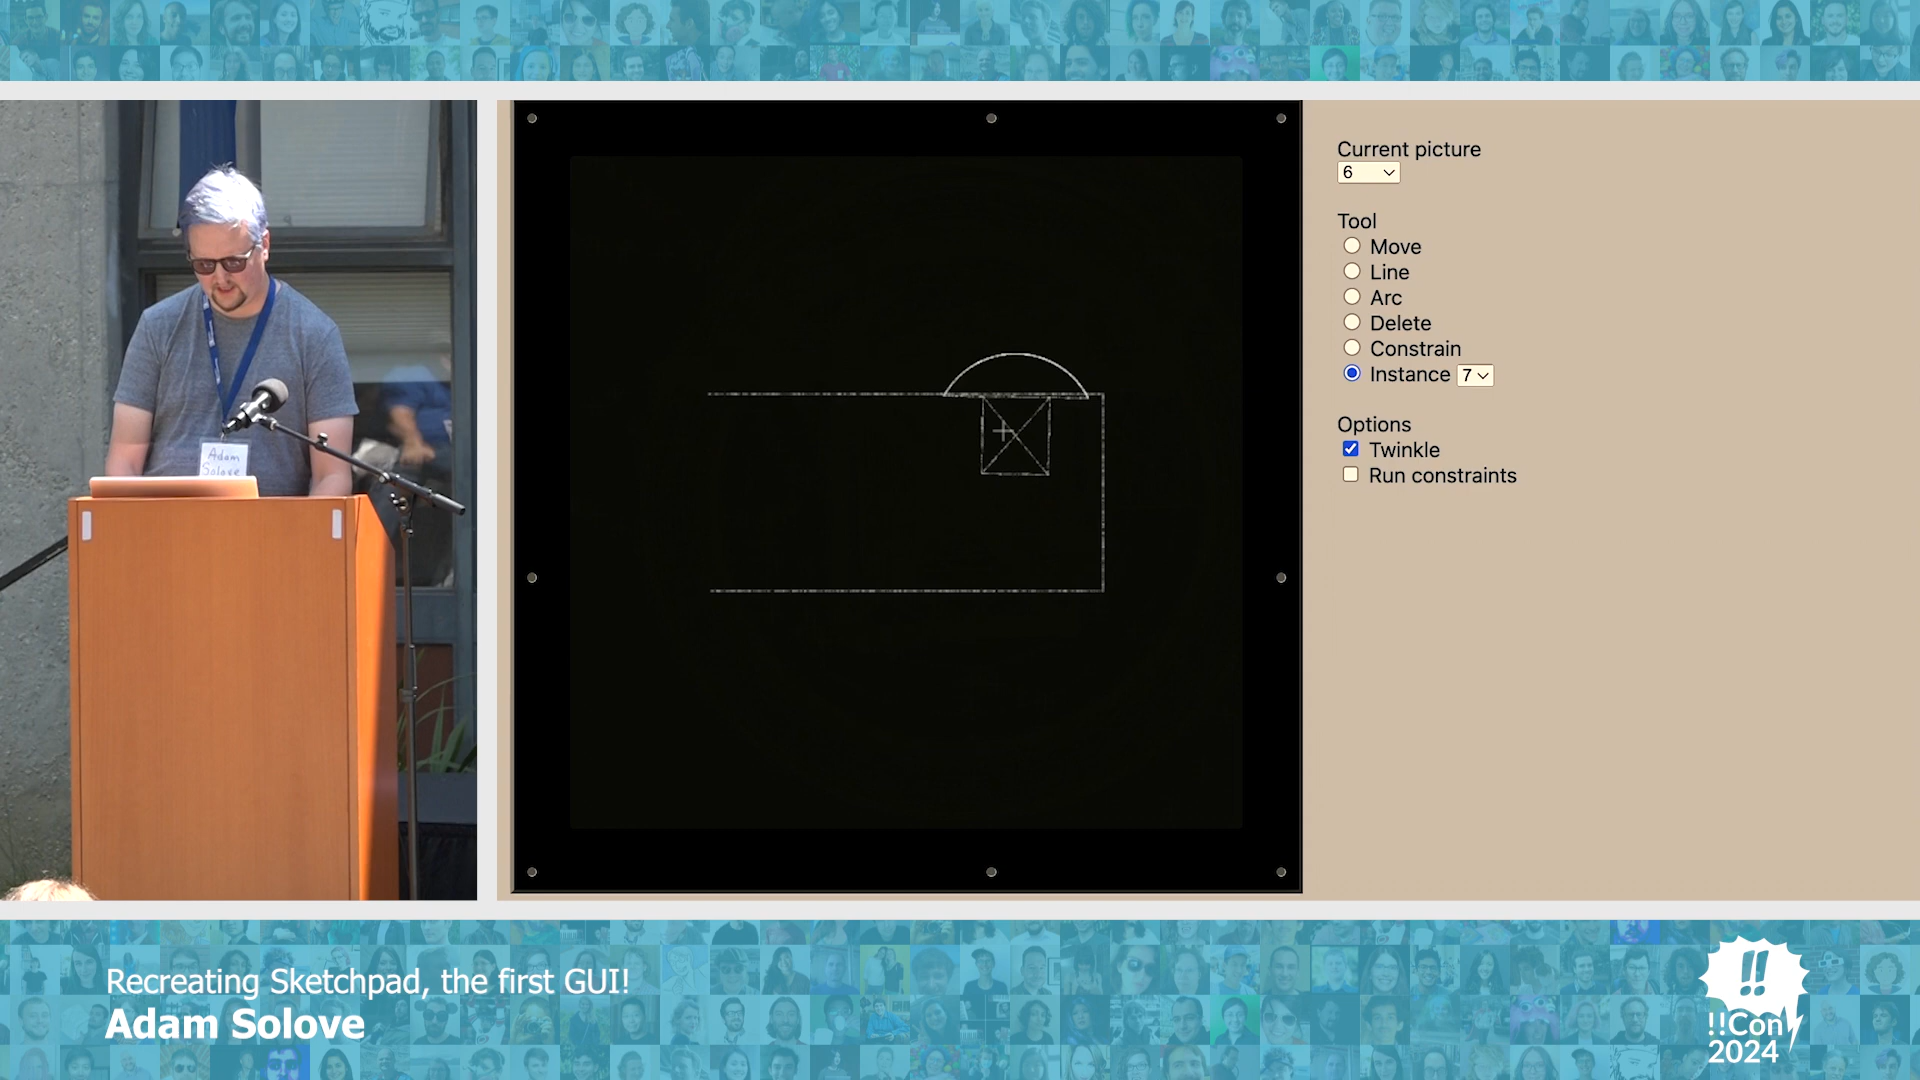 Adam
Solove
Current picture
6
Tool
Move
Line
Arc
Delete
Constrain
Instance 7
Options
Twinkle
Run constraints
Recreating Sketchpad, the first GUI!
Adam Solove
!!
!!Con
2024